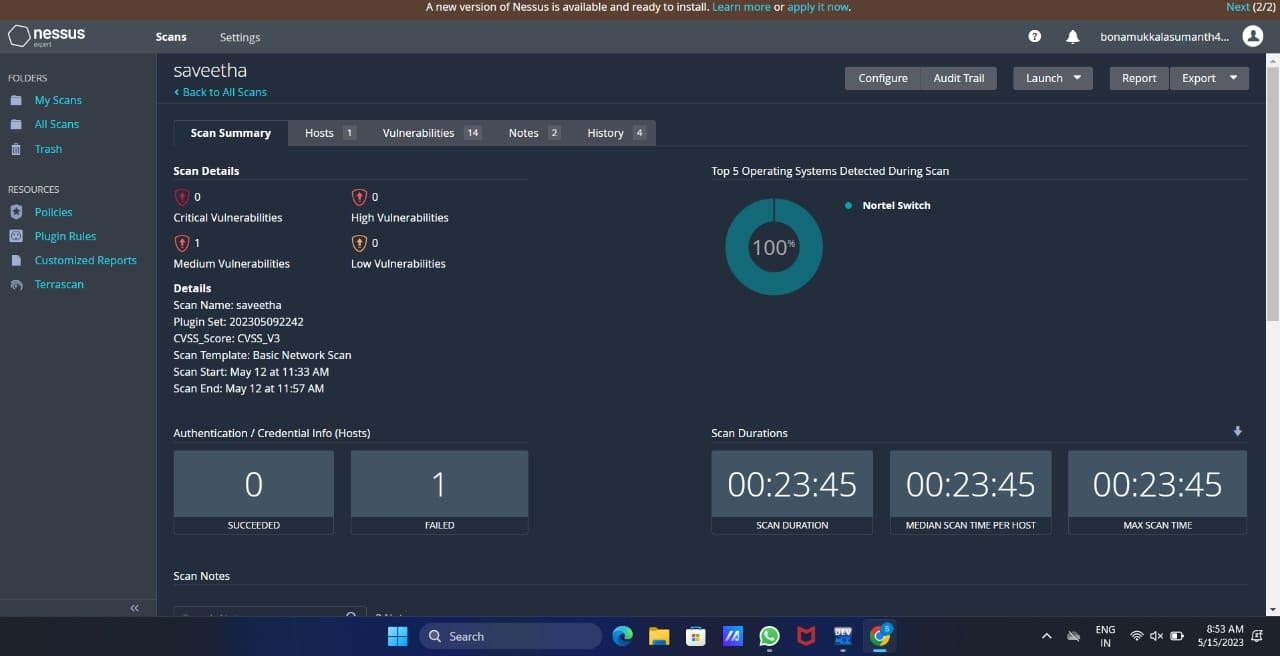 A new version of Nessus is available and ready to install. Learn more or apply it now.
Next (2/2)
nessus
expert
Scans
Settings
bonamukkalasumanth4...
FOLDERS
My Scans
All Scans
Trash
RESOURCES
Policies
Plugin Rules
Customized Reports
Terrascan
saveetha
< Back to All Scans
Configure
Audit Trail
Launch
Report
Export
Scan Summary
Hosts 1
Vulnerabilities 14
Notes 2
History 4
Scan Details
0
Critical Vulnerabilities
0
High Vulnerabilities
1
Medium Vulnerabilities
0
Low Vulnerabilities
Details
Scan Name: saveetha
Plugin Set: 202305092242
CVSS_Score: CVSS_V3
Scan Template: Basic Network Scan
Scan Start: May 12 at 11:33 AM
Scan End: May 12 at 11:57 AM
Top 5 Operating Systems Detected During Scan
100%
Nortel Switch
Authentication / Credential Info (Hosts)
0
SUCCEEDED
1
FAILED
Scan Durations
00:23:45
SCAN DURATION
00:23:45
MEDIAN SCAN TIME PER HOST
00:23:45
MAX SCAN TIME
Scan Notes
Search
DEV
5
ENG
IN
8:53 AM
5/15/2023